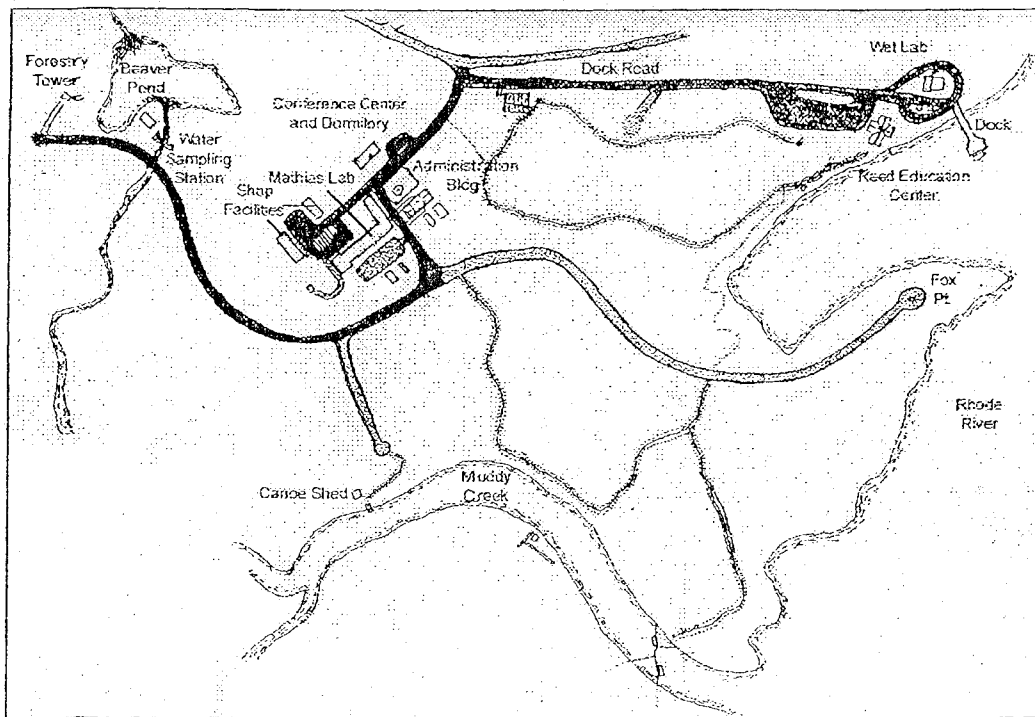 Forestry
Tower
Beaver
Pond
Water
Sampling
Station
Conference Center
and Dormitory
Mathias Lab
Shop
Facilities
Administration
Bldg
Dock Road
Wet Lab
Dock
Reed Education
Center
Fox
Pt.
Rhode
River
Canoe Shed
Muddy
Creek